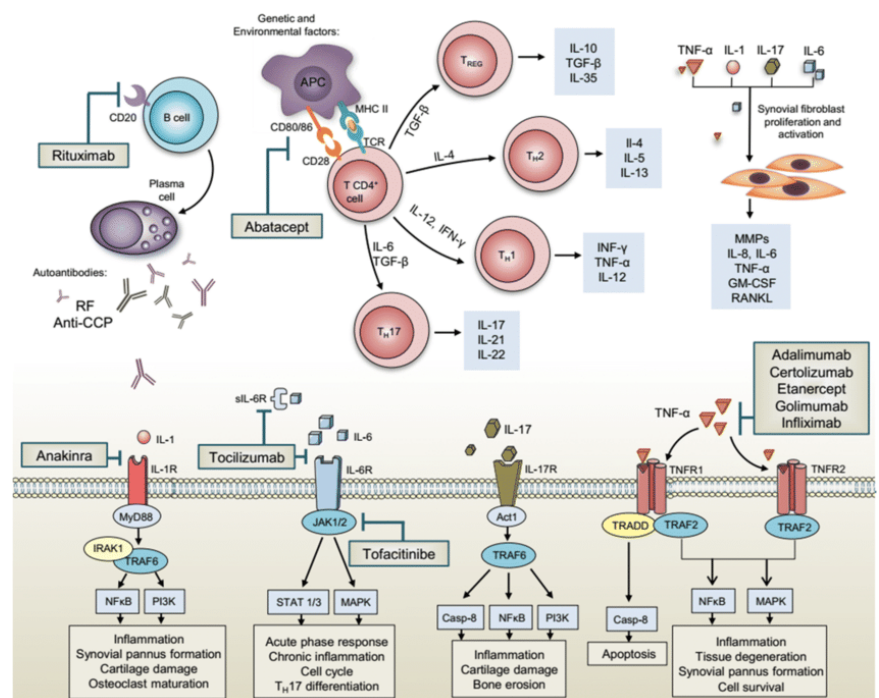 Genetic and
Environmental factors:
APC
MHC II
CD80/86
TCR
CD28
T CD4⁺
cell
CD20
B cell
Rituximab
Plasma
cell
Abatacept
Autoantibodies:
RF
Anti-CCP
TGF-β
T REG
IL-10
TGF-β
IL-35
IL-4
TH2
Il-4
IL-5
IL-13
IL-12, IFN-γ
TH1
INF-γ
TNF-α
IL-12
IL-6
TGF-β
TH17
IL-17
IL-21
IL-22
TNF-α
IL-1
IL-17
IL-6
Synovial fibroblast
proliferation and
activation
MMPs
IL-8, IL-6
TNF-α
GM-CSF
RANKL
Adalimumab
Certolizumab
Etanercept
Golimumab
Infliximab
Anakinra
IL-1
IL-1R
MyD88
IRAK1
TRAF6
NFκB
PI3K
Inflammation
Synovial pannus formation
Cartilage damage
Osteoclast maturation
sIL-6R
Tocilizumab
IL-6
IL-6R
JAK1/2
Tofacitinibe
STAT 1/3
MAPK
Acute phase response
Chronic inflammation
Cell cycle
TH17 differentiation
IL-17
IL-17R
Act1
TRAF6
Casp-8
NFκB
PI3K
Inflammation
Cartilage damage
Bone erosion
TNF-α
TNFR1
TNFR2
TRADD
TRAF2
TRAF2
Casp-8
Apoptosis
NFκB
MAPK
Inflammation
Tissue degeneration
Synovial pannus formation
Cell survival